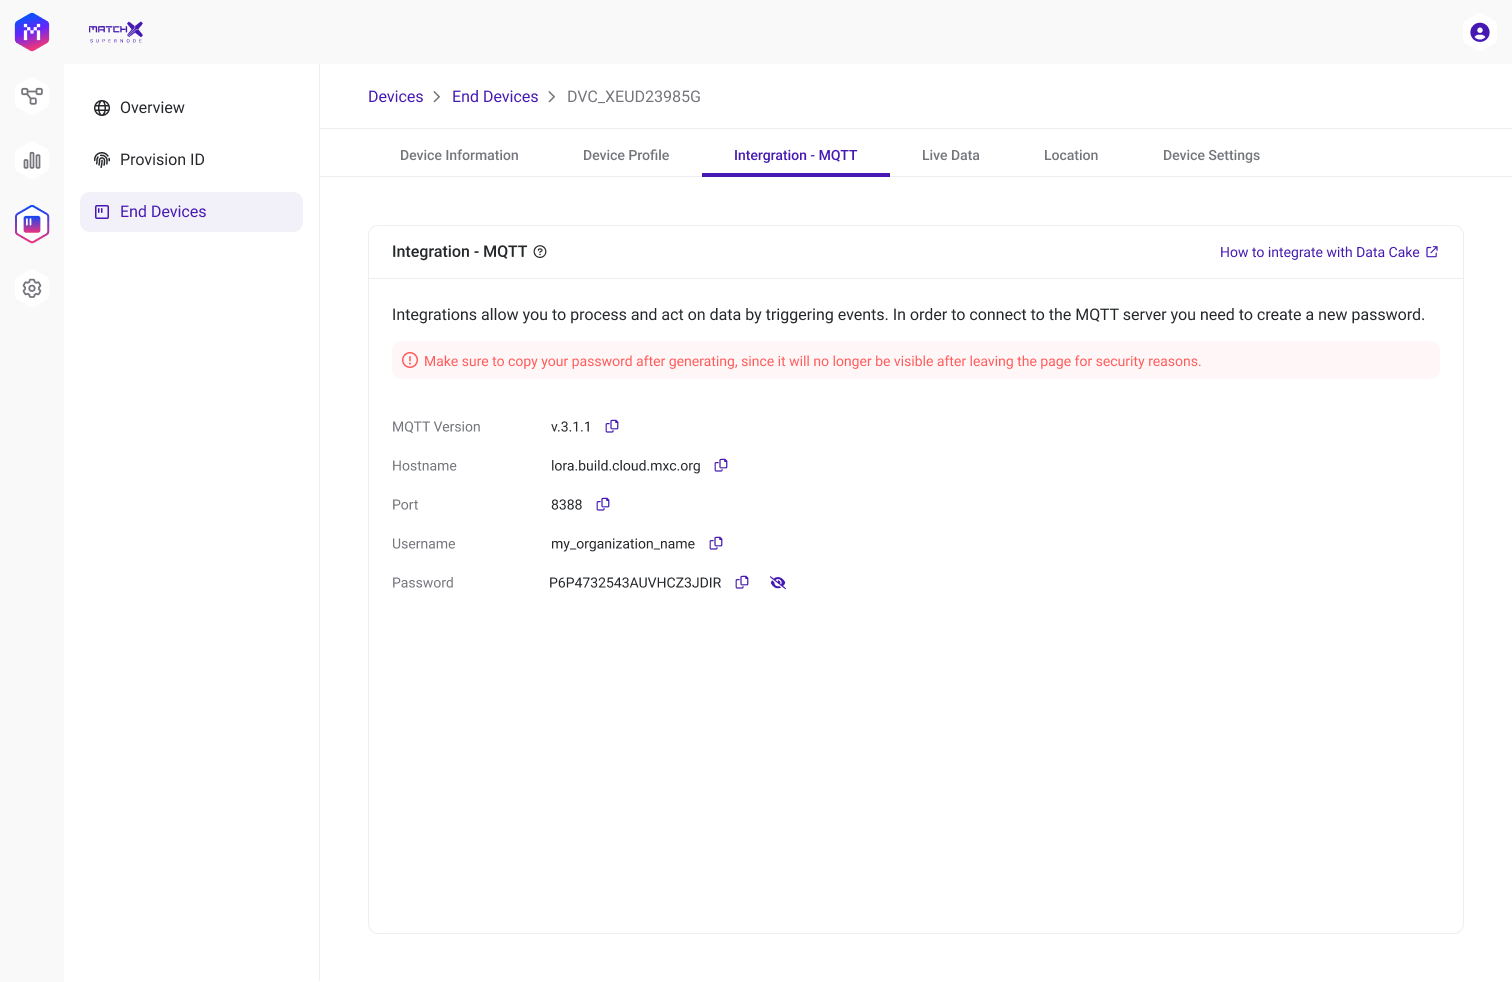 MATCHX
SUPERNODE
Overview
Provision ID
End Devices
Devices > End Devices > DVC_XEUD23985G
Device Information Device Profile Intergration - MQTT Live Data Location Device Settings
Integration - MQTT How to integrate with Data Cake
Integrations allow you to process and act on data by triggering events. In order to connect to the MQTT server you need to create a new password.
Make sure to copy your password after generating, since it will no longer be visible after leaving the page for security reasons.
MQTT Version v.3.1.1
Hostname lora.build.cloud.mxc.org
Port 8388
Username my_organization_name
Password P6P4732543AUVHCZ3JDIR